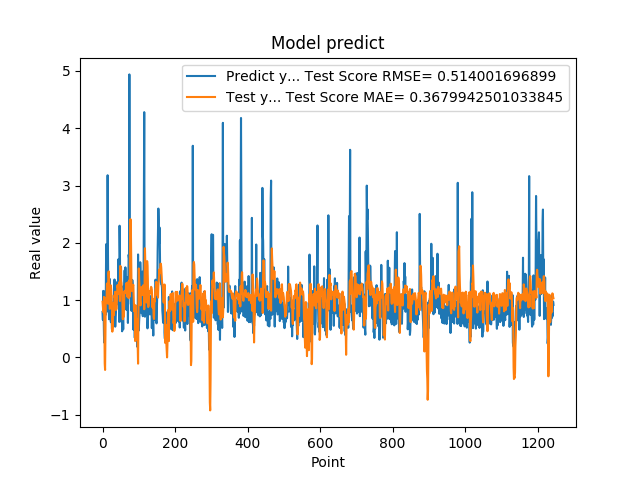 Model predict
Predict y... Test Score RMSE= 0.514001696899
Test y... Test Score MAE= 0.3679942501033845
Real value
5
4
3
2
1
0
−1
0 200 400 600 800 1000 1200
Point